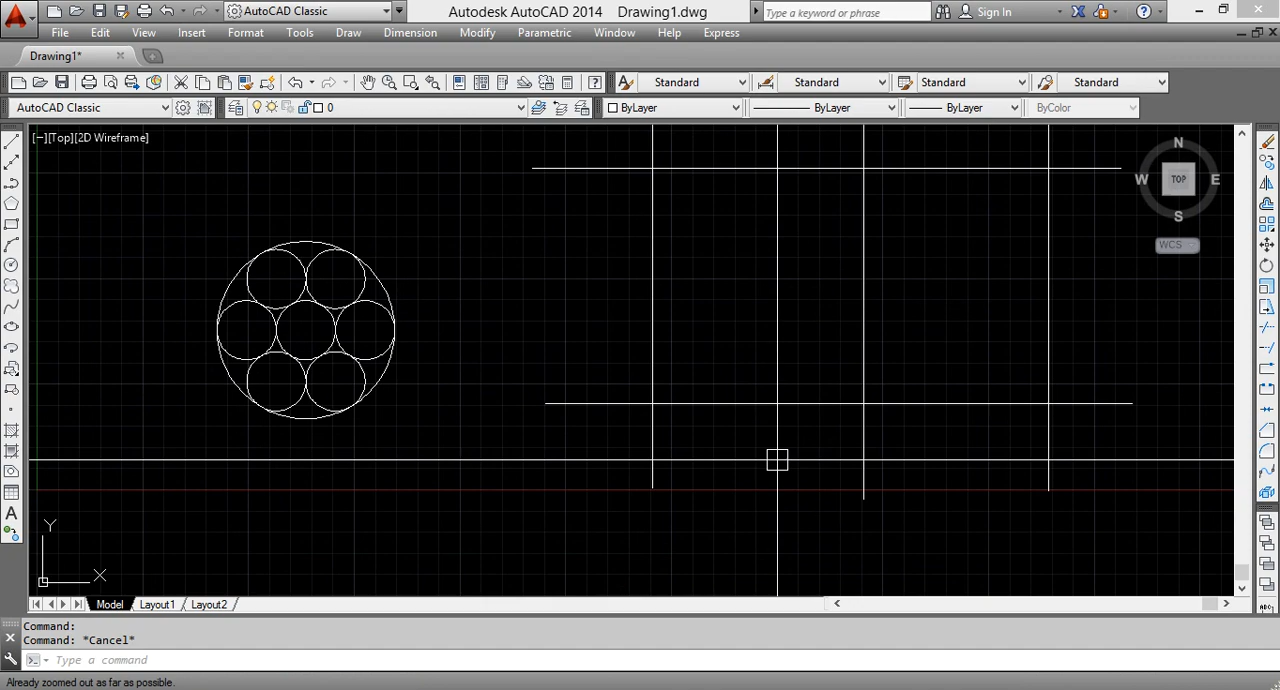 AutoCAD Classic
Autodesk AutoCAD 2014 Drawing1.dwg
Type a keyword or phrase
Sign In
File Edit View Insert Format Tools Draw Dimension Modify Parametric Window Help Express
Drawing1*
Standard Standard Standard Standard
AutoCAD Classic 0 ByLayer ByLayer ByLayer ByColor
[−][Top][2D Wireframe]
N
W TOP E
S
WCS
Y
X
Model Layout1 Layout2
Command:
Command: *Cancel*
Type a command
Already zoomed out as far as possible.